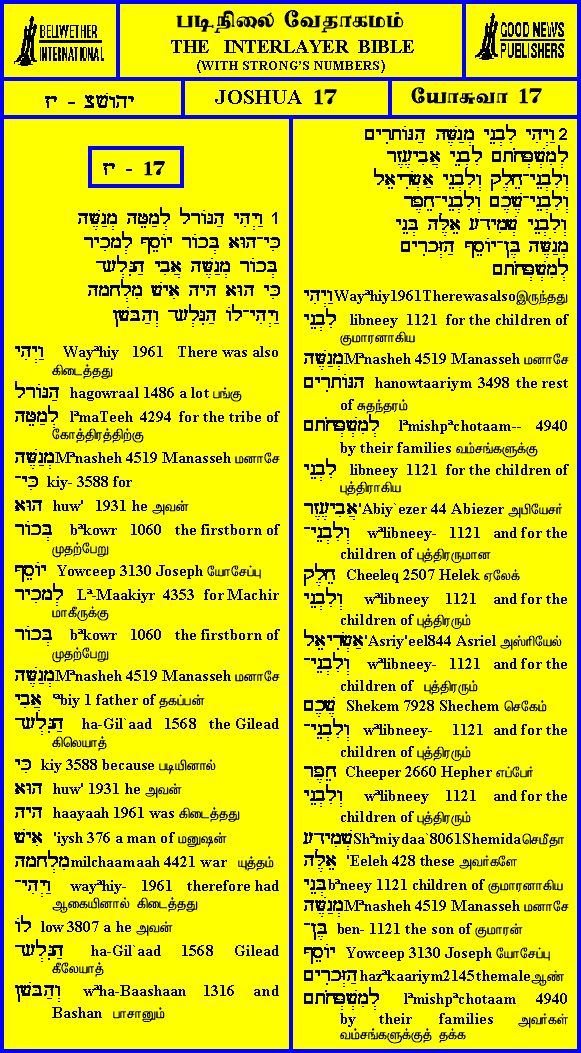 BELLWETHER
INTERNATIONAL
படிநிலை வேதாகமம்
THE INTERLAYER BIBLE
(WITH STRONG'S NUMBERS)
GOOD NEWS
PUBLISHERS
יהושע - יז
JOSHUA 17
யோசுவா 17
17 - יז
1 וַיְהִי הַגּוֹרָל לְמַטֵּה מְנַשֶּׁה
כִּי־הוּא בְּכוֹר יוֹסֵף לְמָכִיר
בְּכוֹר מְנַשֶּׁה אֲבִי הַגִּלְעָד
כִּי הוּא הָיָה אִישׁ מִלְחָמָה
וַיְהִי־לוֹ הַגִּלְעָד וְהַבָּשָׁן
וַיְהִי Wayᵃhiy 1961 There was also
கிடைத்தது
הַגּוֹרָל hagowraal 1486 a lot பங்கு
לְמַטֵּה lᵃmaTeeh 4294 for the tribe of
கோத்திரத்திற்கு
מְנַשֶּׁה Mᵃnasheh 4519 Manasseh மனாசே
כִּי־ kiy- 3588 for
הוּא huw' 1931 he அவன்
בְּכוֹר bᵃkowr 1060 the firstborn of
முதற்பேறு
יוֹסֵף Yowceep 3130 Joseph யோசேப்பு
לְמָכִיר Lᵃ-Maakiyr 4353 for Machir
மாகீருக்கு
בְּכוֹר bᵃkowr 1060 the firstborn of
முதற்பேறு
מְנַשֶּׁה Mᵃnasheh 4519 Manasseh மனாசே
אֲבִי ᵃbiy 1 father of தகப்பன்
הַגִּלְעָד ha-Gil`aad 1568 the Gilead
கிலெயாத்
כִּי kiy 3588 because படியினால்
הוּא huw' 1931 he அவன்
הָיָה haayaah 1961 was கிடைத்தது
אִישׁ 'iysh 376 a man of மனுஷன்
מִלְחָמָה milchaamaah 4421 war யுத்தம்
וַיְהִי־ wayᵃhiy- 1961 therefore had
ஆகையினால் கிடைத்தது
לוֹ low 3807 a he அவன்
הַגִּלְעָד ha-Gil`aad 1568 Gilead
கீலேயாத்
וְהַבָּשָׁן wᵃha-Baashaan 1316 and
Bashan பாசானும்
2 וַיְהִי לִבְנֵי מְנַשֶּׁה הַנּוֹתָרִים
לְמִשְׁפְּחֹתָם לִבְנֵי אֲבִיעֶזֶר
וְלִבְנֵי־חֵלֶק וְלִבְנֵי אַשְׂרִיאֵל
וְלִבְנֵי־שֶׁכֶם וְלִבְנֵי־חֵפֶר
וְלִבְנֵי שְׁמִידָע אֵלֶּה בְּנֵי
מְנַשֶּׁה בֶּן־יוֹסֵף הַזְּכָרִים
לְמִשְׁפְּחֹתָם
וַיְהִי Wayᵃhiy1961Therewasalso இருந்தது
לִבְנֵי libneey 1121 for the children of
குமாரனாகிய
מְנַשֶּׁה Mᵃnasheh 4519 Manasseh மனாசே
הַנּוֹתָרִים hanowtaariym 3498 the rest
of சுதந்தரம்
לְמִשְׁפְּחֹתָם lᵃmishpᵃchotaam-- 4940
by their families வம்சங்களுக்கு
לִבְנֵי libneey 1121 for the children of
புத்திராகிய
אֲבִיעֶזֶר 'Abiy`ezer 44 Abiezer அபியேசர்
וְלִבְנֵי־ wᵃlibneey- 1121 and for the
children of புத்திரருமான
חֵלֶק Cheeleq 2507 Helek ஏலேக்
וְלִבְנֵי wᵃlibneey 1121 and for the
children of புத்திரரும்
אַשְׂרִיאֵל 'Asriy'eel844 Asriel அஸ்ரியேல்
וְלִבְנֵי־ wᵃlibneey- 1121 and for the
children of புத்திரரும்
שֶׁכֶם Shekem 7928 Shechem செகேம்
וְלִבְנֵי־ wᵃlibneey- 1121 and for the
children of புத்திரரும்
חֵפֶר Cheeper 2660 Hepher எப்பேர்
וְלִבְנֵי wᵃlibneey 1121 and for the
children of புத்திரரும்
שְׁמִידָע Shᵃmiydaa`8061Shemida செமீதா
אֵלֶּה 'Eeleh 428 these அவர்களே
בְּנֵי bᵃneey 1121 children of குமாரனாகிய
מְנַשֶּׁה Mᵃnasheh 4519 Manasseh மனாசே
בֶּן־ ben- 1121 the son of குமாரன்
יוֹסֵף Yowceep 3130 Joseph யோசேப்பு
הַזְּכָרִים hazᵃkaariym2145themale ஆண்
לְמִשְׁפְּחֹתָם lᵃmishpᵃchotaam 4940
by their families அவர்கள்
வம்சங்களுக்குத் தக்க